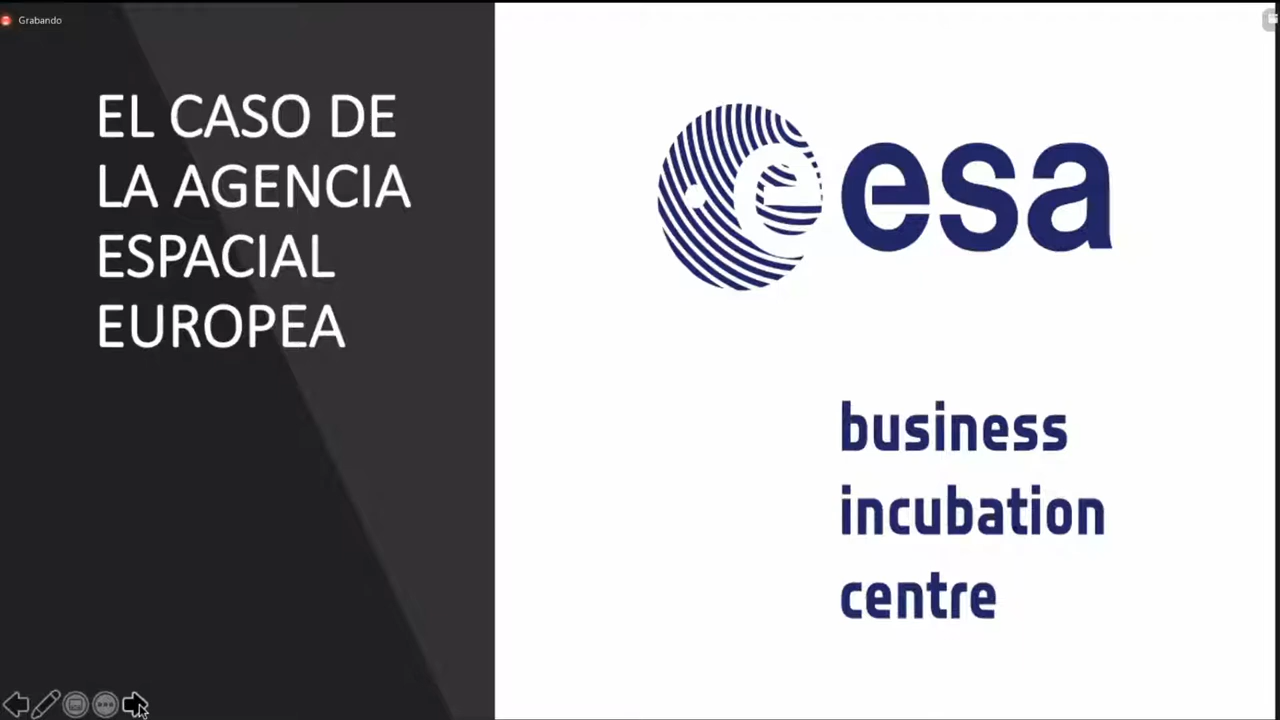 Grabando
EL CASO DE
LA AGENCIA
ESPACIAL
EUROPEA
esa
business
incubation
centre